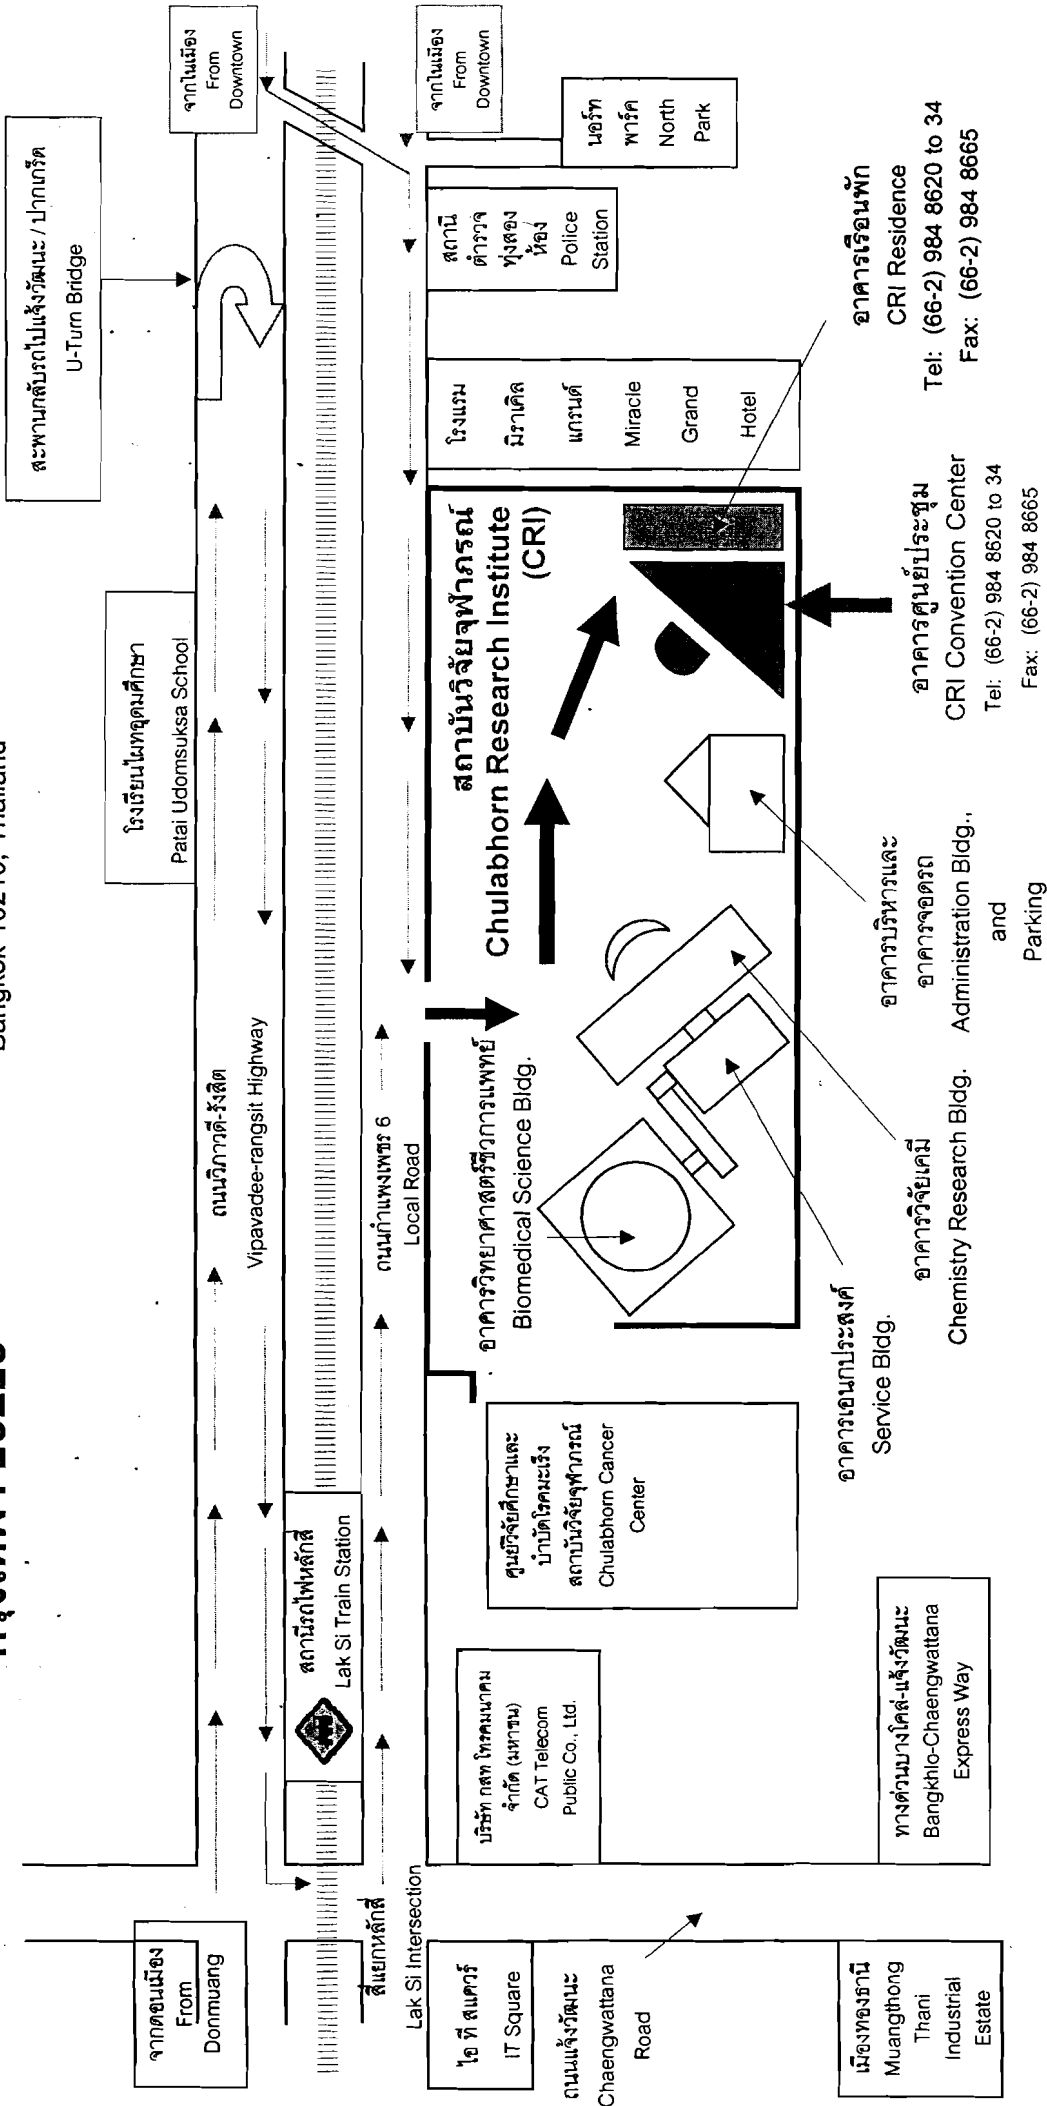 Bangkok 10210, Thailand
สะพานกลับรถไปแจ้งวัฒนะ / ปากเกร็ด
U-Turn Bridge
โรงเรียนไผทอุดมศึกษา
Patai Udomsuksa School
จากดอนเมือง
From
Donmuang
จากในเมือง
From
Downtown
ถนนวิภาวดี-รังสิต
Vipavadee-rangsit Highway
สถานีรถไฟหลักสี่
Lak Si Train Station
สี่แยกหลักสี่
Lak Si Intersection
ถนนกำแพงเพชร 6
Local Road
จากในเมือง
From
Downtown
ไอ ที สแควร์
IT Square
ถนนแจ้งวัฒนะ
Chaengwattana
Road
บริษัท กสท โทรคมนาคม
จำกัด (มหาชน)
CAT Telecom
Public Co., Ltd.
ศูนย์วิจัยศึกษาและ
บำบัดโรคมะเร็ง
สถาบันวิจัยจุฬาภรณ์
Chulabhorn Cancer
Center
อาคารวิทยาศาสตร์ชีวการแพทย์
Biomedical Science Bldg.
สถาบันวิจัยจุฬาภรณ์
Chulabhorn Research Institute
(CRI)
โรงแรม
มิราเคิล
แกรนด์
Miracle
Grand
Hotel
สถานี
ตำรวจ
ทุ่งสอง
ห้อง
Police
Station
นอร์ท
พาร์ค
North
Park
เมืองทองธานี
Muangthong
Thani
Industrial
Estate
ทางด่วนบางโคล่-แจ้งวัฒนะ
Bangkhlo-Chaengwattana
Express Way
อาคารเอนกประสงค์
Service Bldg.
อาคารวิจัยเคมี
Chemistry Research Bldg.
อาคารบริหารและ
อาคารจอดรถ
Administration Bldg.,
and
Parking
อาคารศูนย์ประชุม
CRI Convention Center
Tel: (66-2) 984 8620 to 34
Fax: (66-2) 984 8665
อาคารเรือนพัก
CRI Residence
Tel: (66-2) 984 8620 to 34
Fax: (66-2) 984 8665